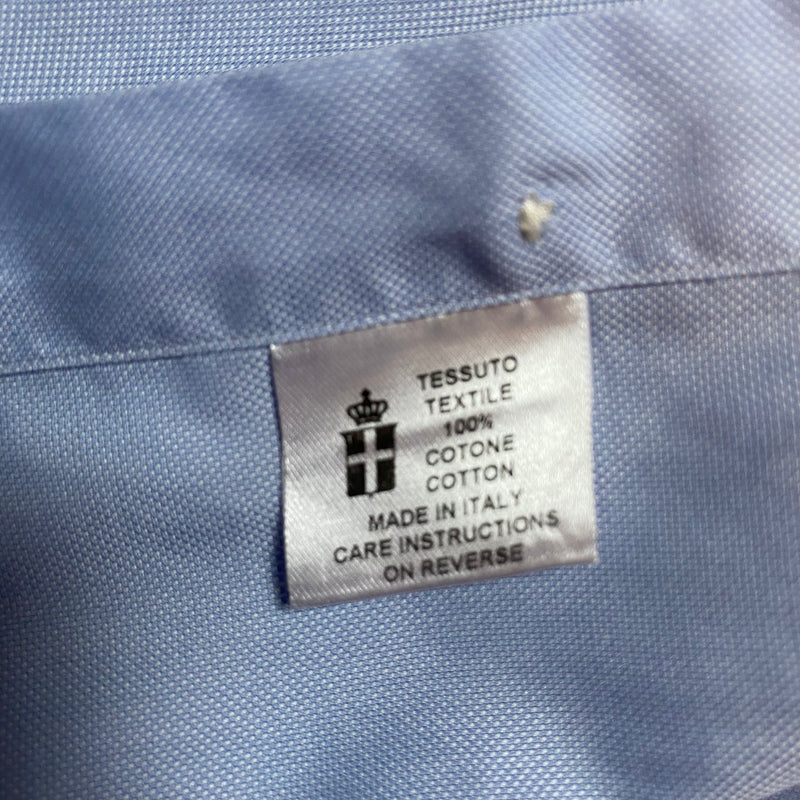 TESSUTO
TEXTILE
100%
COTONE
COTTON
MADE IN ITALY
CARE INSTRUCTIONS
ON REVERSE